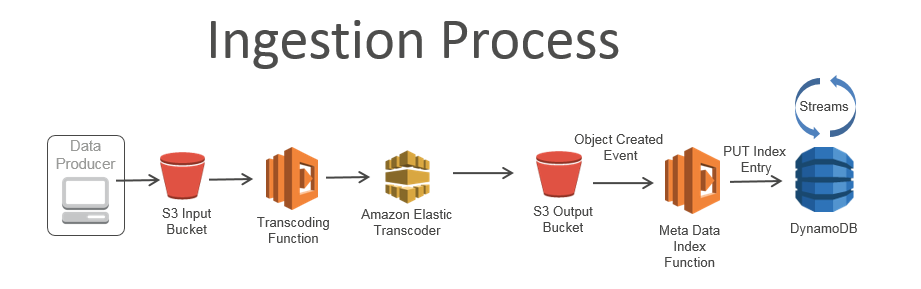 Ingestion Process
Streams
Data
Producer
Object Created
Event
PUT Index
Entry
S3 Input
Bucket
Transcoding
Function
Amazon Elastic
Transcoder
S3 Output
Bucket
Meta Data
Index
Function
DynamoDB